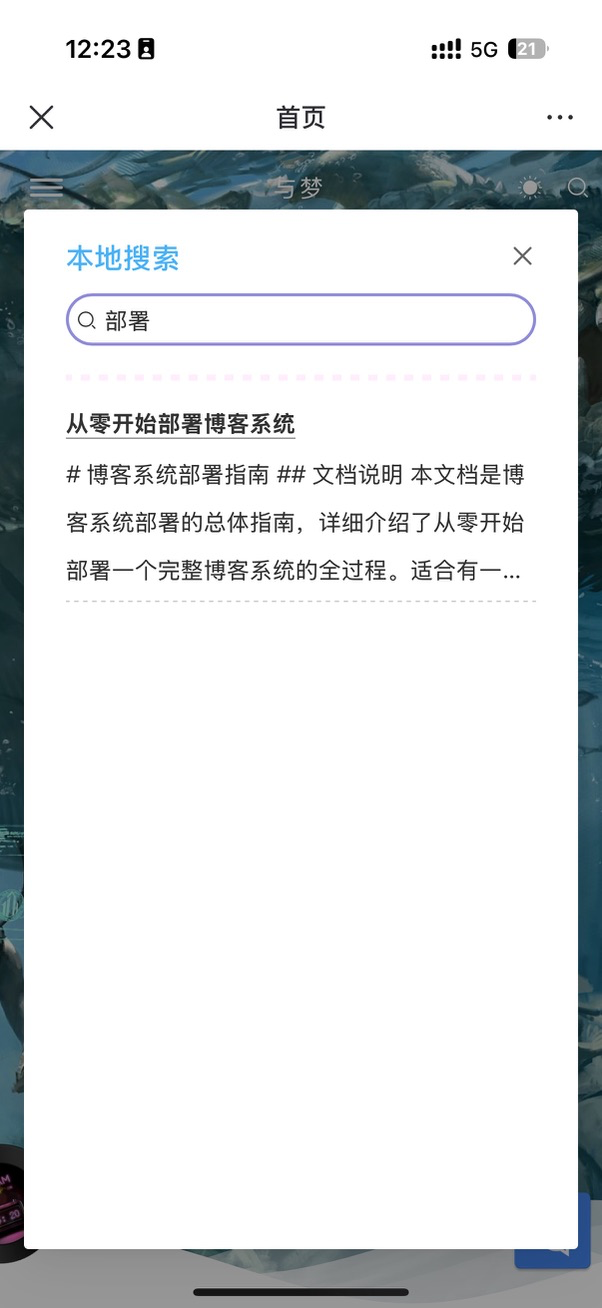 12:23
5G
21
首页
与梦
本地搜索
部署
从零开始部署博客系统
# 博客系统部署指南 ## 文档说明 本文档是博
客系统部署的总体指南，详细介绍了从零开始
部署一个完整博客系统的全过程。适合有一...